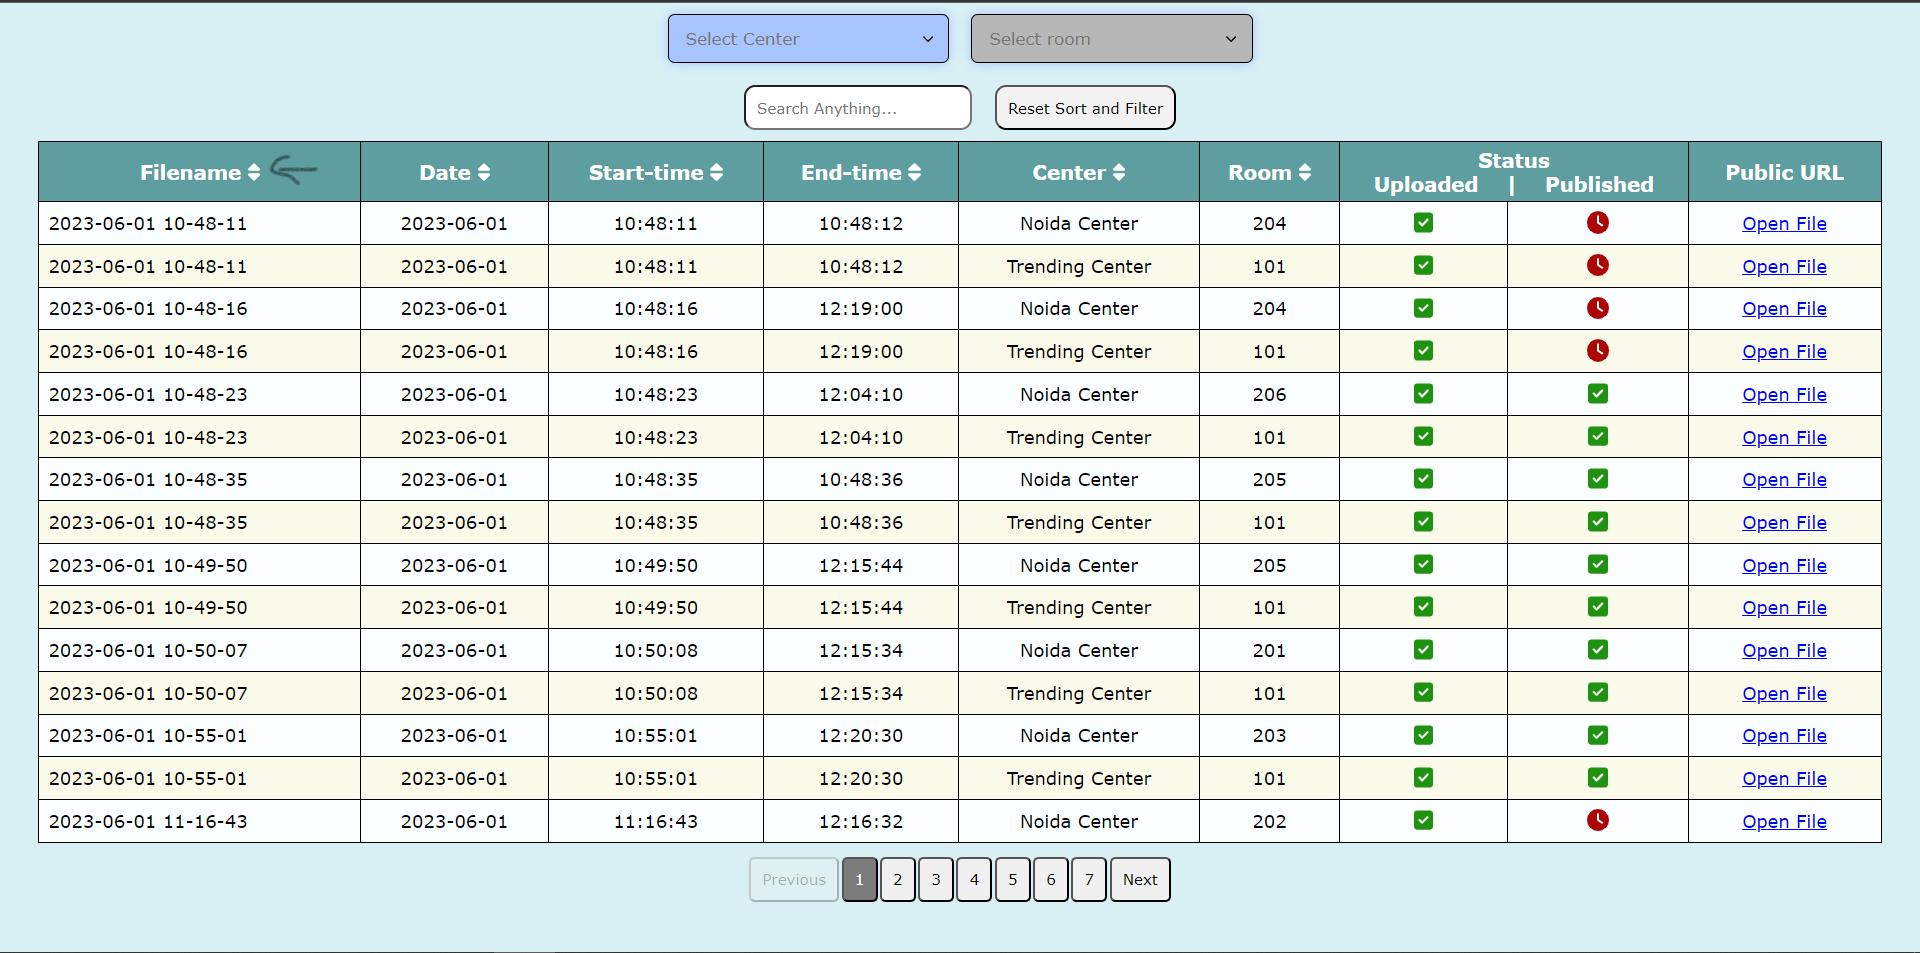 Select Center Select room
Search Anything... Reset Sort and Filter
Filename Date Start-time End-time Center Room Status Public URL
Uploaded | Published
2023-06-01 10-48-11 2023-06-01 10:48:11 10:48:12 Noida Center 204 Open File
2023-06-01 10-48-11 2023-06-01 10:48:11 10:48:12 Trending Center 101 Open File
2023-06-01 10-48-16 2023-06-01 10:48:16 12:19:00 Noida Center 204 Open File
2023-06-01 10-48-16 2023-06-01 10:48:16 12:19:00 Trending Center 101 Open File
2023-06-01 10-48-23 2023-06-01 10:48:23 12:04:10 Noida Center 206 Open File
2023-06-01 10-48-23 2023-06-01 10:48:23 12:04:10 Trending Center 101 Open File
2023-06-01 10-48-35 2023-06-01 10:48:35 10:48:36 Noida Center 205 Open File
2023-06-01 10-48-35 2023-06-01 10:48:35 10:48:36 Trending Center 101 Open File
2023-06-01 10-49-50 2023-06-01 10:49:50 12:15:44 Noida Center 205 Open File
2023-06-01 10-49-50 2023-06-01 10:49:50 12:15:44 Trending Center 101 Open File
2023-06-01 10-50-07 2023-06-01 10:50:08 12:15:34 Noida Center 201 Open File
2023-06-01 10-50-07 2023-06-01 10:50:08 12:15:34 Trending Center 101 Open File
2023-06-01 10-55-01 2023-06-01 10:55:01 12:20:30 Noida Center 203 Open File
2023-06-01 10-55-01 2023-06-01 10:55:01 12:20:30 Trending Center 101 Open File
2023-06-01 11-16-43 2023-06-01 11:16:43 12:16:32 Noida Center 202 Open File
Previous 1 2 3 4 5 6 7 Next